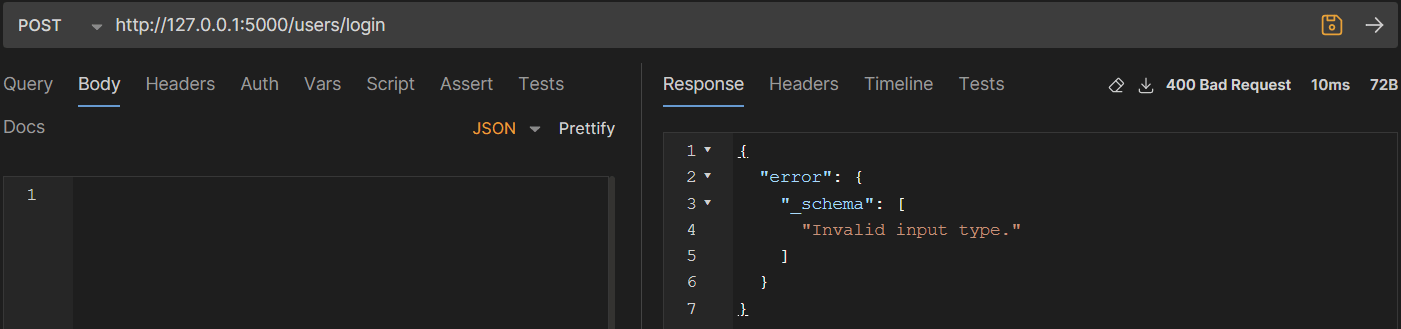 POST http://127.0.0.1:5000/users/login
Query Body Headers Auth Vars Script Assert Tests
Docs JSON Prettify
1
Response Headers Timeline Tests 400 Bad Request 10ms 72B
1 {
2 "error": {
3 "_schema": [
4 "Invalid input type."
5 ]
6 }
7 }